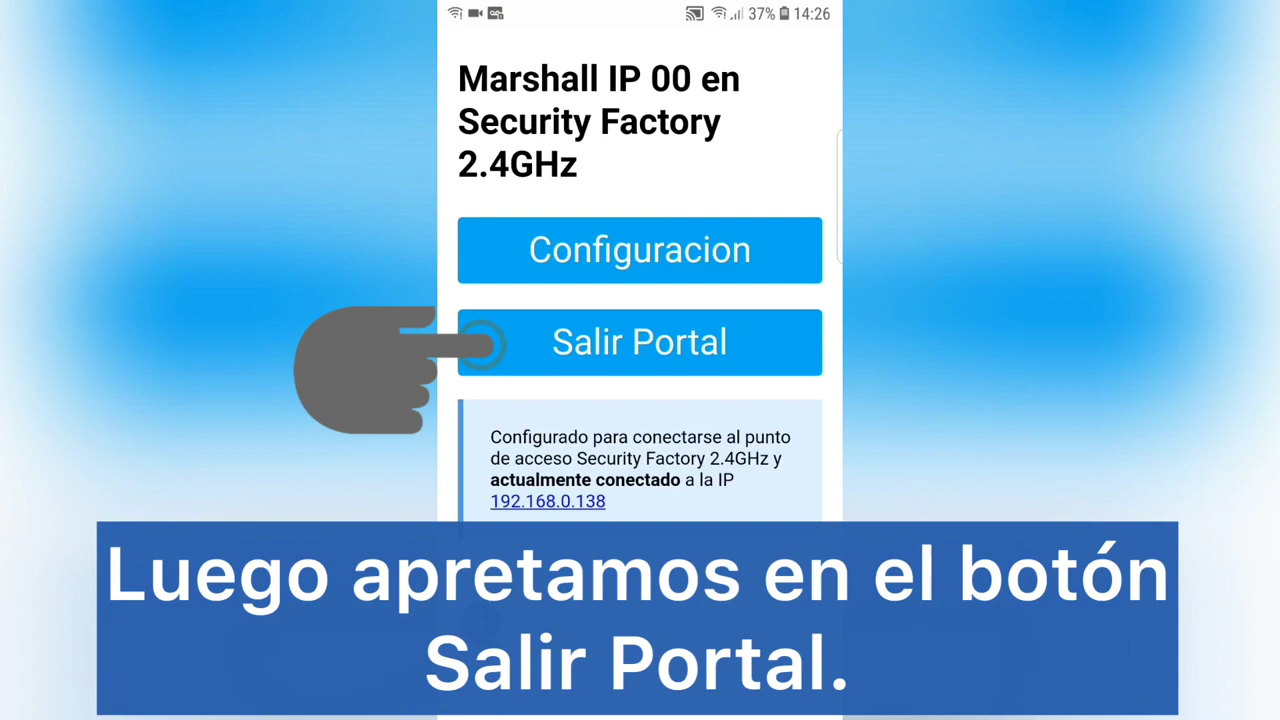 37% 14:26
Marshall IP 00 en
Security Factory
2.4GHz
Configuracion
Salir Portal
Configurado para conectarse al punto
de acceso Security Factory 2.4GHz y
actualmente conectado a la IP
192.168.0.138
Luego apretamos en el botón
Salir Portal.